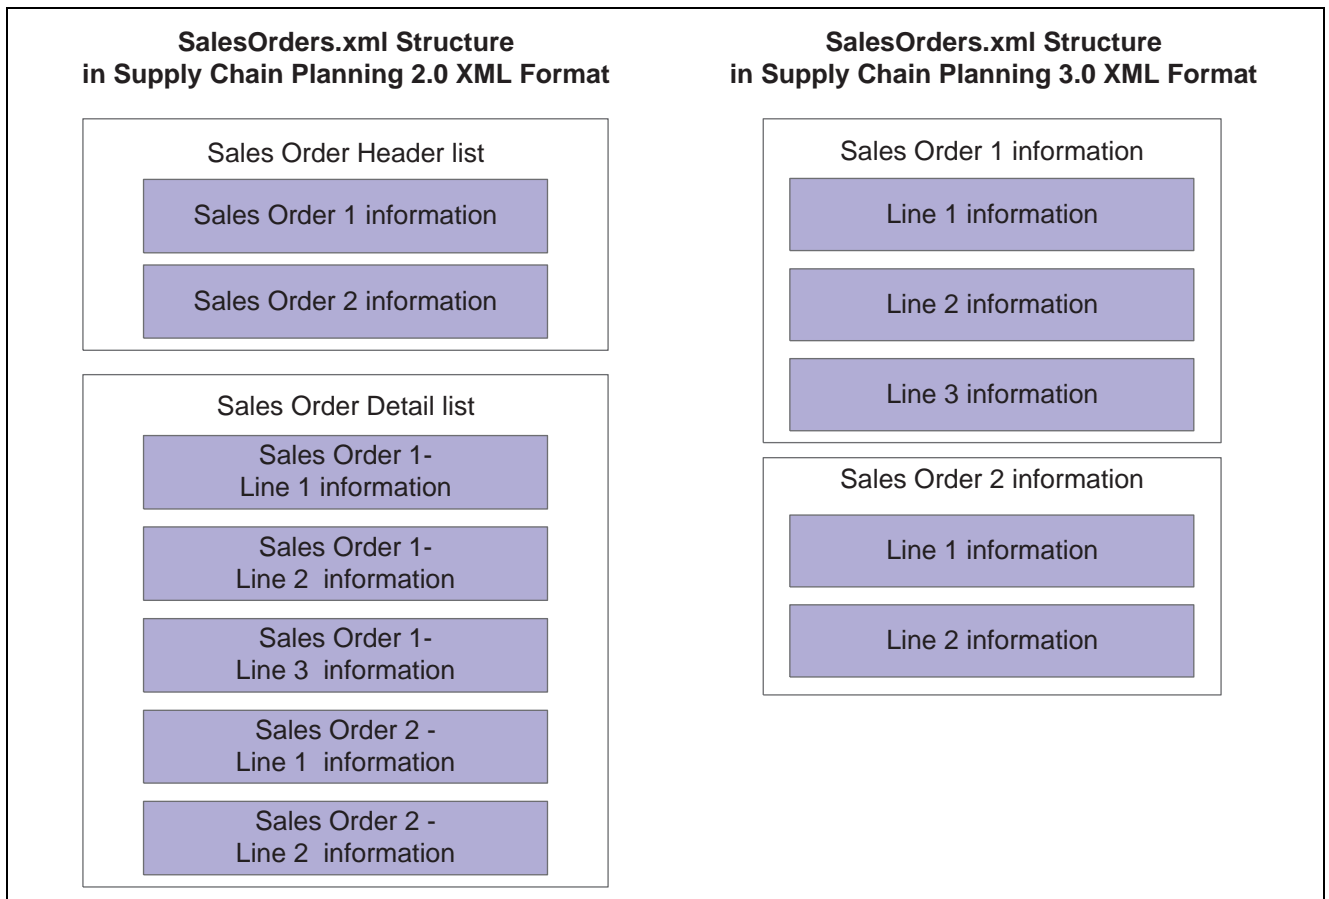 SalesOrders.xml Structure
in Supply Chain Planning 2.0 XML Format
Sales Order Header list
Sales Order 1 information
Sales Order 2 information
Sales Order Detail list
Sales Order 1-
Line 1 information
Sales Order 1-
Line 2  information
Sales Order 1-
Line 3  information
Sales Order 2 -
Line 1  information
Sales Order 2 -
Line 2  information
SalesOrders.xml Structure
in Supply Chain Planning 3.0 XML Format
Sales Order 1 information
Line 1 information
Line 2 information
Line 3 information
Sales Order 2 information
Line 1 information
Line 2 information